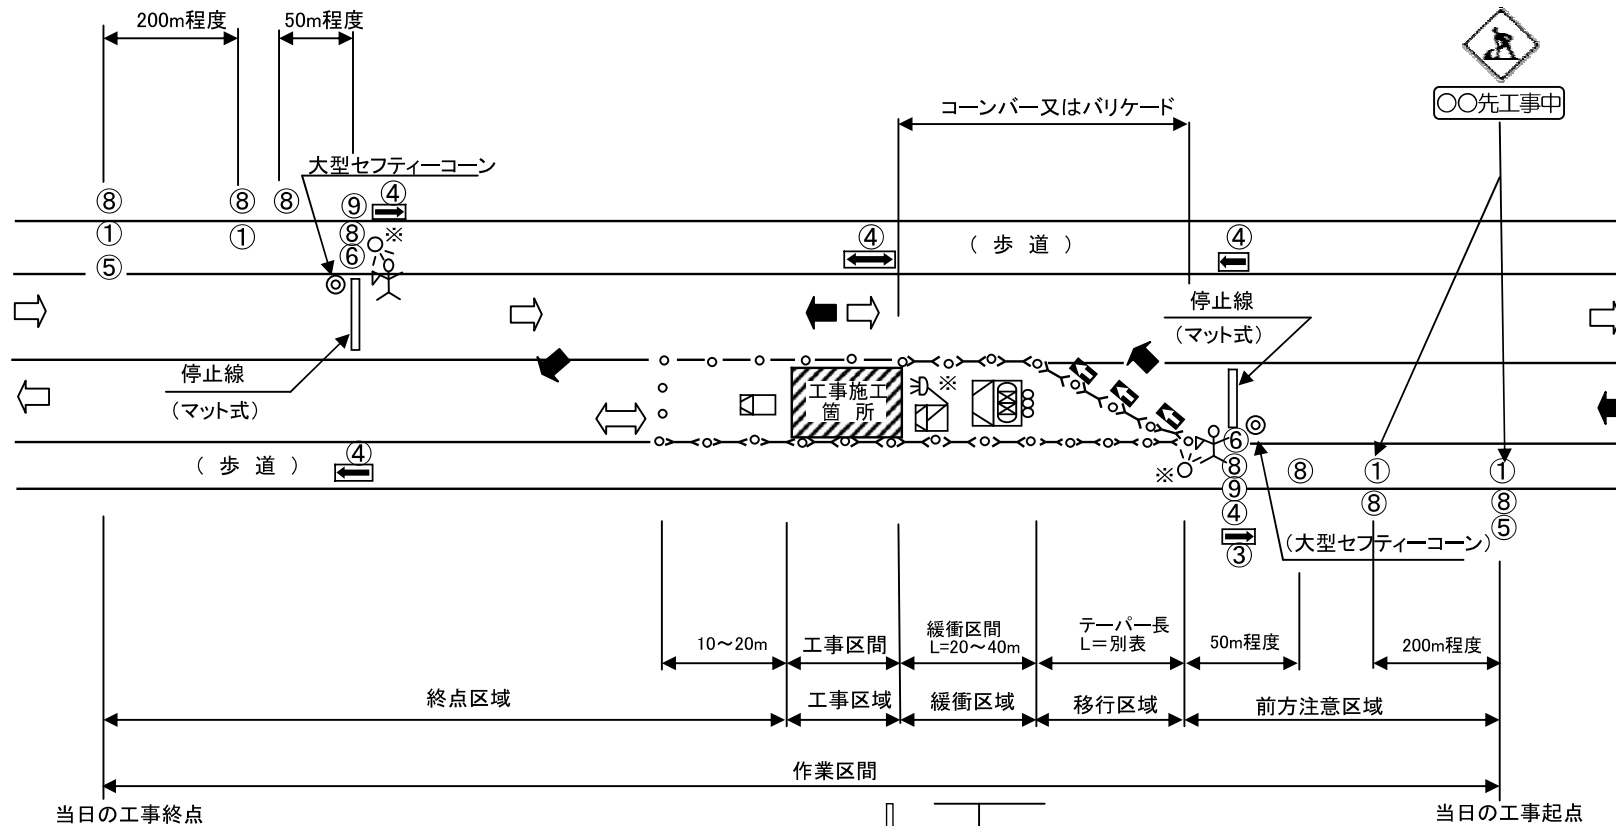 200m程度
50m程度
○○先工事中
コーンバー又はバリケード
大型セフティーコーン
⑧
⑧
⑧
⑨
④
①
①
⑧
※
⑤
⑥
④
(歩道)
④
停止線
(マット式)
停止線
(マット式)
工事施工
箇所
※
(歩道)
④
※
⑥
⑧
⑨
④
③
⑧
①
⑧
①
⑧
⑤
(大型セフティーコーン)
10～20m
工事区間
緩衝区間
L=20～40m
テーパー長
L=別表
50m程度
200m程度
終点区域
工事区域
緩衝区域
移行区域
前方注意区域
作業区間
当日の工事終点
当日の工事起点